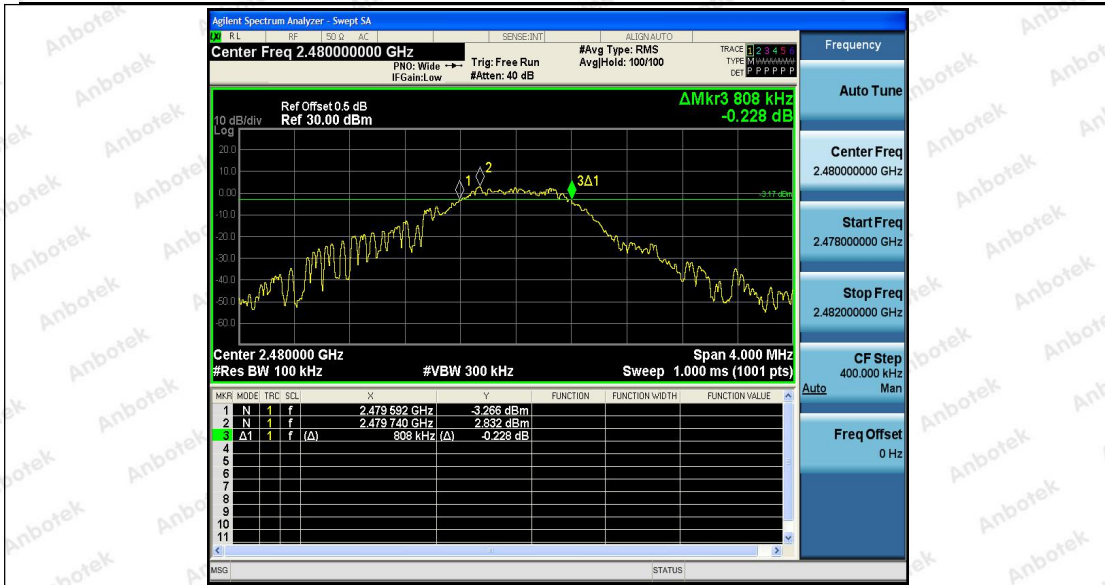 Agilent Spectrum Analyzer - Swept SA
RL RF 50 Ω AC SENSE:INT ALIGNAUTO
Center Freq 2.480000000 GHz
PNO: Wide
IFGain:Low
Trig: Free Run
#Atten: 40 dB
#Avg Type: RMS
Avg|Hold: 100/100
TRACE 1 2 3 4 5 6
TYPE M
DET P P P P P P
Ref Offset 0.5 dB
Ref 30.00 dBm
ΔMkr3 808 kHz
-0.228 dB
10 dB/div
Log
20.0
10.0
0.00
-10.0
-20.0
-30.0
-40.0
-50.0
-60.0
1
2
3Δ1
-3.17 dBm
Center 2.480000 GHz
Span 4.000 MHz
#Res BW 100 kHz
#VBW 300 kHz
Sweep 1.000 ms (1001 pts)
MKR MODE TRC SCL X Y FUNCTION FUNCTION WIDTH FUNCTION VALUE
1 N 1 f 2.479 592 GHz -3.266 dBm
2 N 1 f 2.479 740 GHz 2.832 dBm
3 Δ1 1 f (Δ) 808 kHz (Δ) -0.228 dB
4
5
6
7
8
9
10
11
MSG
STATUS
Frequency
Auto Tune
Center Freq
2.480000000 GHz
Start Freq
2.478000000 GHz
Stop Freq
2.482000000 GHz
CF Step
400.000 kHz
Auto Man
Freq Offset
0 Hz
Anbotek